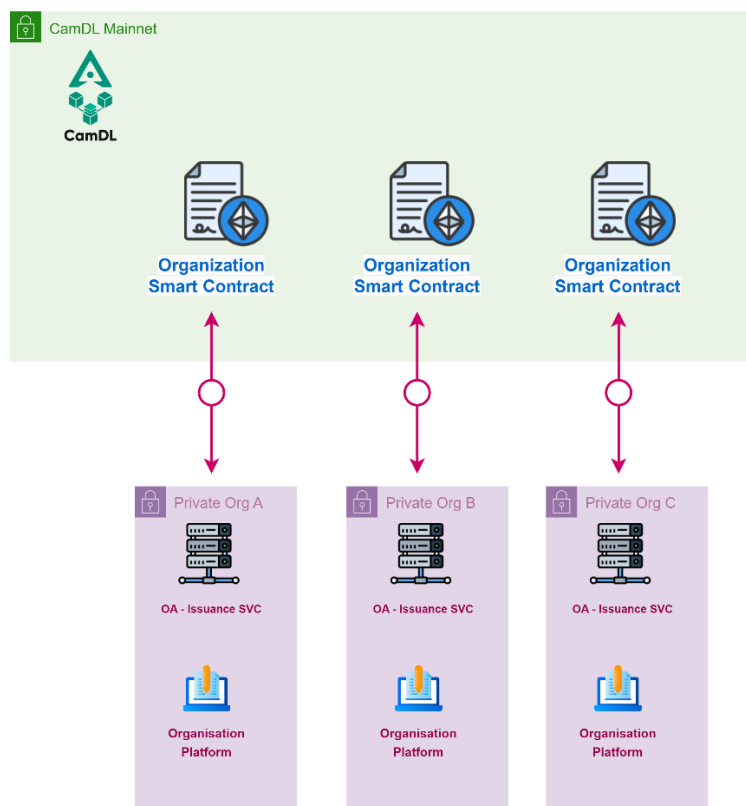 CamDL Mainnet
CamDL
Organization
Smart Contract
Organization
Smart Contract
Organization
Smart Contract
Private Org A
Private Org B
Private Org C
OA - Issuance SVC
OA - Issuance SVC
OA - Issuance SVC
Organisation
Platform
Organisation
Platform
Organisation
Platform